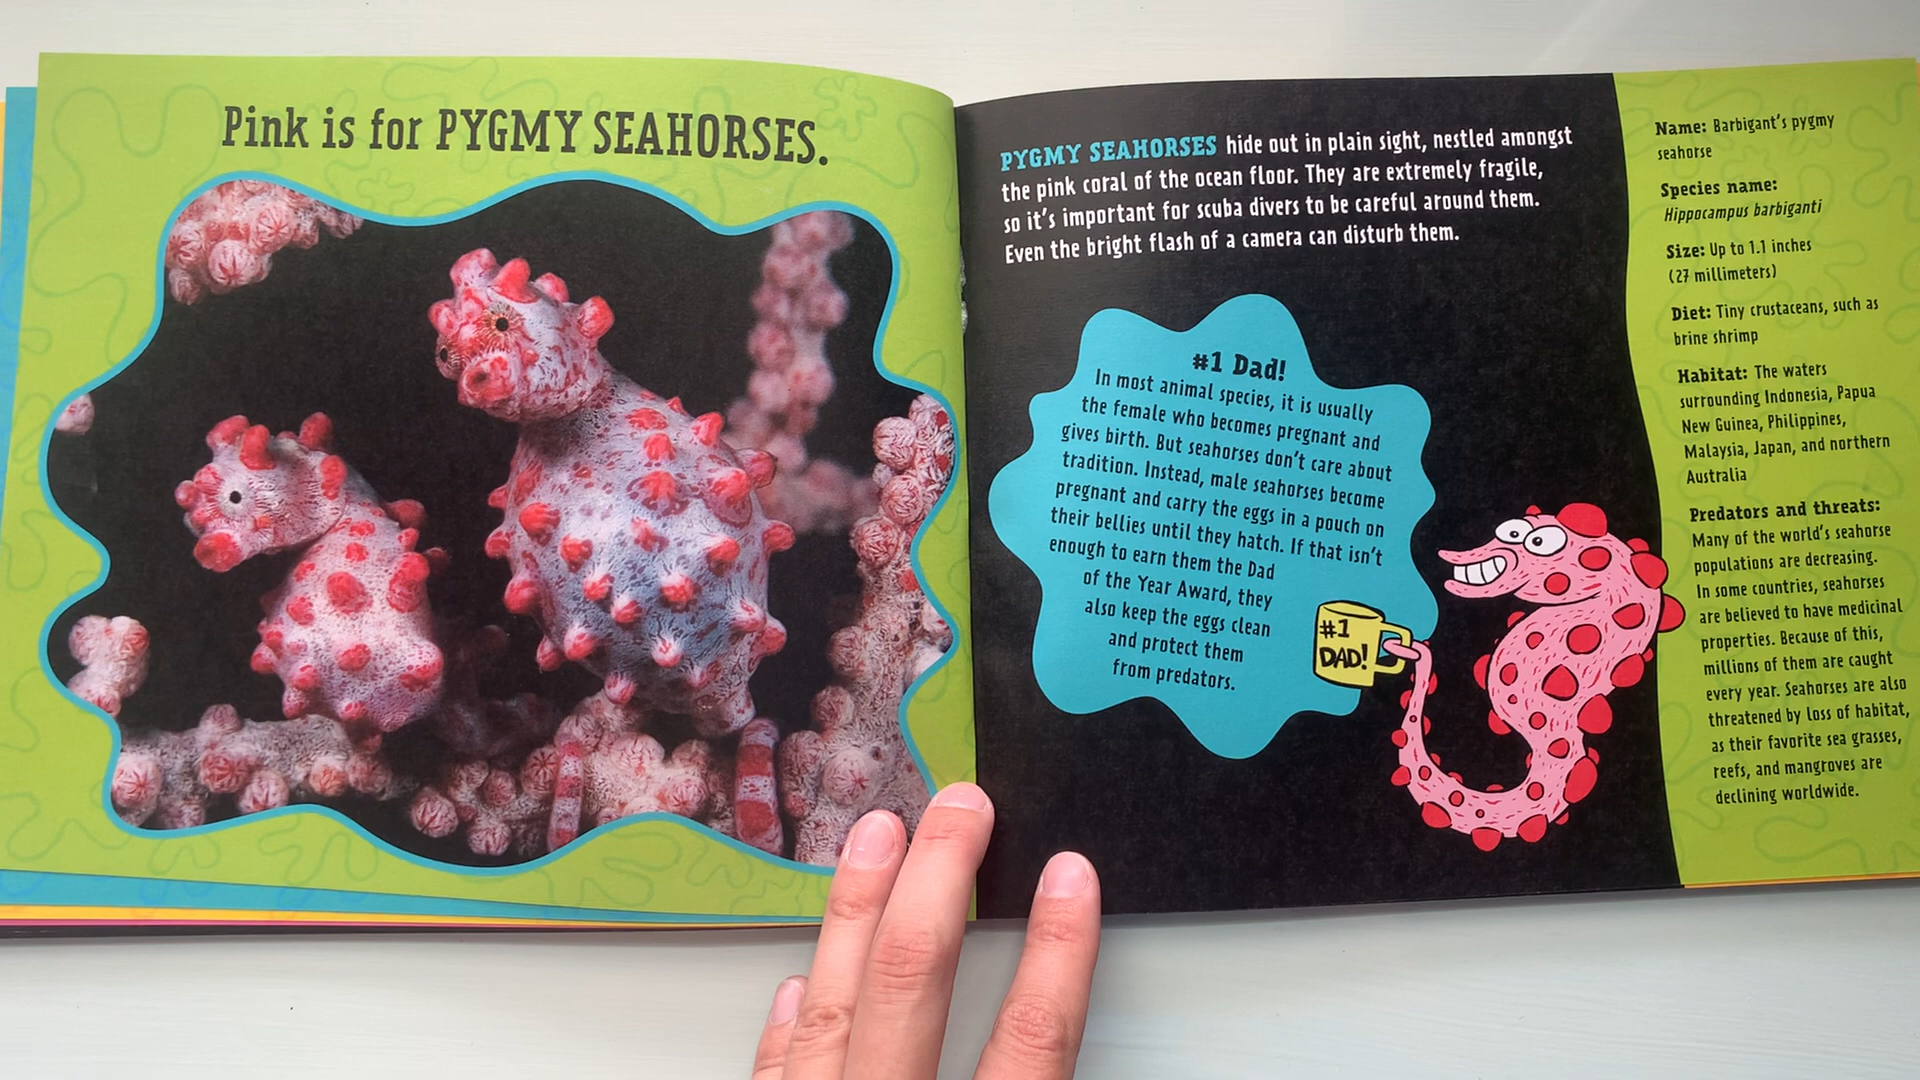 Pink is for PYGMY SEAHORSES.
PYGMY SEAHORSES hide out in plain sight, nestled amongst
the pink coral of the ocean floor. They are extremely fragile,
so it's important for scuba divers to be careful around them.
Even the bright flash of a camera can disturb them.
#1 Dad!
In most animal species, it is usually
the female who becomes pregnant and
gives birth. But seahorses don't care about
tradition. Instead, male seahorses become
pregnant and carry the eggs in a pouch on
their bellies until they hatch. If that isn't
enough to earn them the Dad
of the Year Award, they
also keep the eggs clean
and protect them
from predators.
#1
DAD!
Name: Barbigant's pygmy
seahorse
Species name:
Hippocampus barbiganti
Size: Up to 1.1 inches
(27 millimeters)
Diet: Tiny crustaceans, such as
brine shrimp
Habitat: The waters
surrounding Indonesia, Papua
New Guinea, Philippines,
Malaysia, Japan, and northern
Australia
Predators and threats:
Many of the world's seahorse
populations are decreasing.
In some countries, seahorses
are believed to have medicinal
properties. Because of this,
millions of them are caught
every year. Seahorses are also
threatened by loss of habitat,
as their favorite sea grasses,
reefs, and mangroves are
declining worldwide.